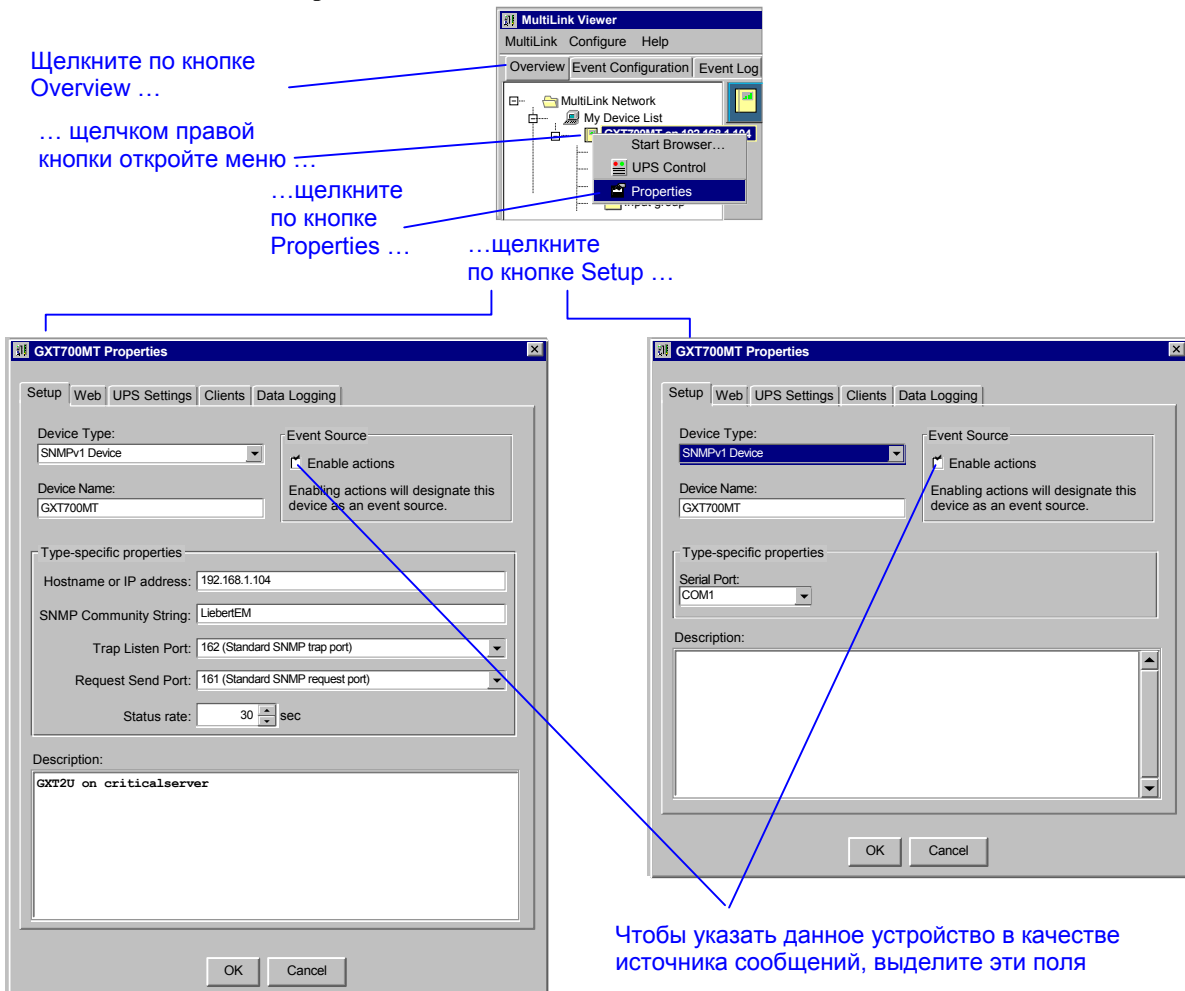 MultiLink Viewer
MultiLink Configure Help
Overview Event Configuration Event Log
MultiLink Network
My Device List
GXT700MT on 192.168.1.104
Start Browser…
UPS Control
Properties
Input group
Щелкните по кнопке
Overview …
… щелчком правой
кнопки откройте меню …
…щелкните
по кнопке
Properties …
…щелкните
по кнопке Setup …
GXT700MT Properties
Setup Web UPS Settings Clients Data Logging
Device Type:
SNMPv1 Device
Event Source
Enable actions
Device Name:
GXT700MT
Enabling actions will designate this
device as an event source.
Type-specific properties
Hostname or IP address: 192.168.1.104
SNMP Community String: LiebertEM
Trap Listen Port: 162 (Standard SNMP trap port)
Request Send Port: 161 (Standard SNMP request port)
Status rate: 30 sec
Description:
GXT2U on criticalserver
OK Cancel
GXT700MT Properties
Setup Web UPS Settings Clients Data Logging
Device Type:
SNMPv1 Device
Event Source
Enable actions
Device Name:
GXT700MT
Enabling actions will designate this
device as an event source.
Type-specific properties
Serial Port:
COM1
Description:
OK Cancel
Чтобы указать данное устройство в качестве
источника сообщений, выделите эти поля